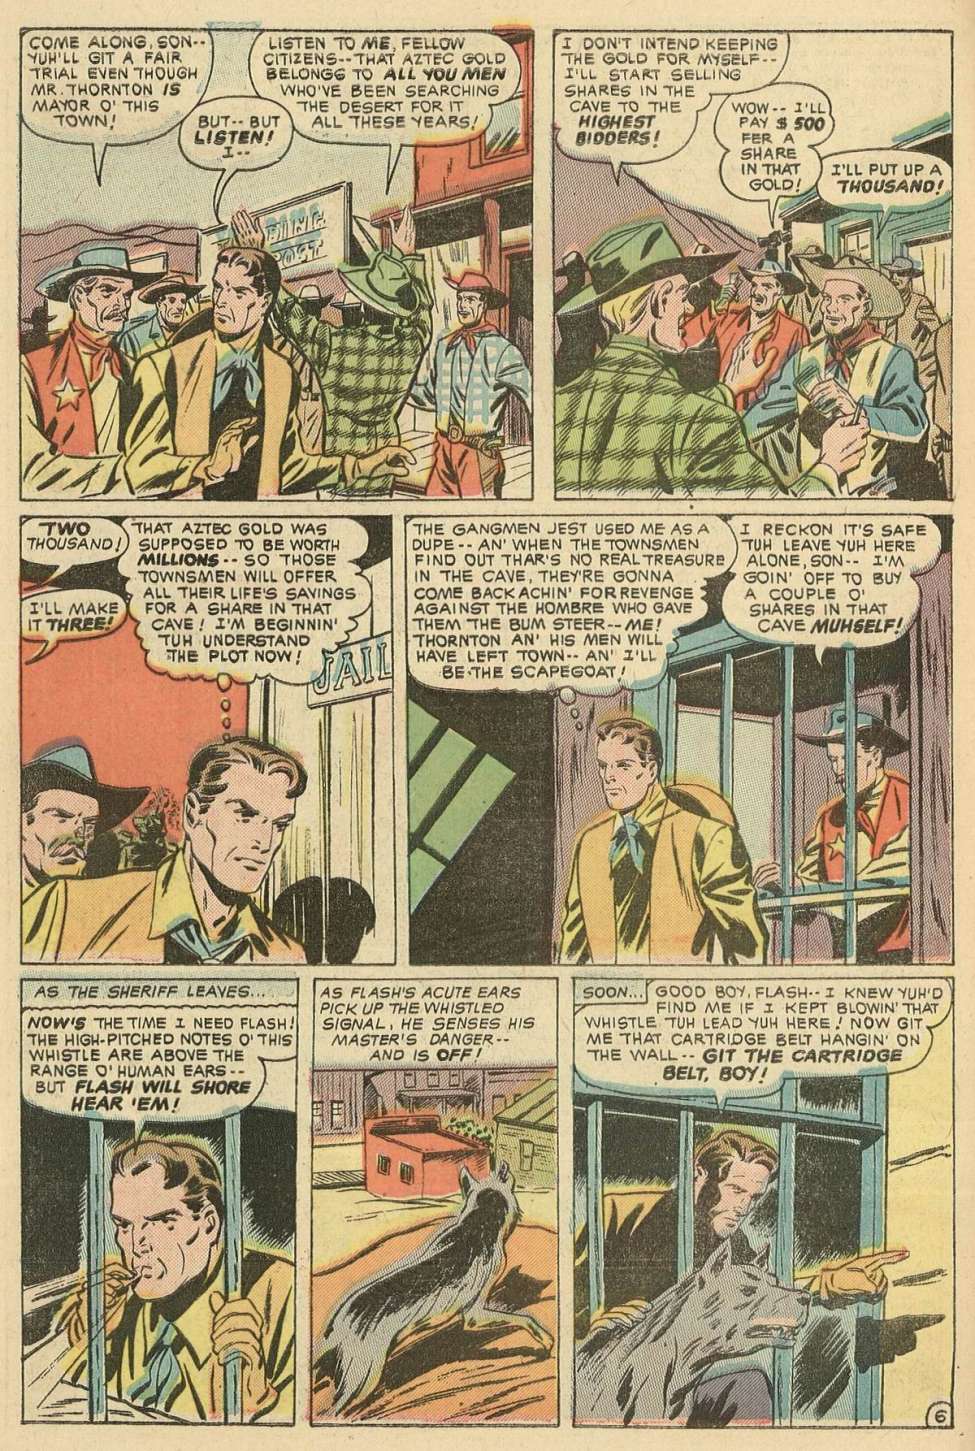 COME ALONG, SON--
YUH'LL GIT A FAIR
TRIAL EVEN THOUGH
MR. THORNTON IS
MAYOR O' THIS
TOWN!
BUT-- BUT
LISTEN!
I--
LISTEN TO ME, FELLOW
CITIZENS--THAT AZTEC GOLD
BELONGS TO ALL YOU MEN
WHO'VE BEEN SEARCHING
THE DESERT FOR IT
ALL THESE YEARS!
POST
I DON'T INTEND KEEPING
THE GOLD FOR MYSELF--
I'LL START SELLING
SHARES IN THE
CAVE TO THE
HIGHEST
BIDDERS!
WOW-- I'LL
PAY $500
FER A
SHARE
IN THAT
GOLD!
I'LL PUT UP A
THOUSAND!
TWO
THOUSAND!
I'LL MAKE
IT THREE!
THAT AZTEC GOLD WAS
SUPPOSED TO BE WORTH
MILLIONS-- SO THOSE
TOWNSMEN WILL OFFER
ALL THEIR LIFE'S SAVINGS
FOR A SHARE IN THAT
CAVE! I'M BEGINNIN'
TUH UNDERSTAND
THE PLOT NOW!
JAIL
THE GANGMEN JEST USED ME AS A
DUPE-- AN' WHEN THE TOWNSMEN
FIND OUT THAR'S NO REAL TREASURE
IN THE CAVE, THEY'RE GONNA
COME BACK ACHIN' FOR REVENGE
AGAINST THE HOMBRE WHO GAVE
THEM THE BUM STEER-- ME!
THORNTON AN' HIS MEN WILL
HAVE LEFT TOWN-- AN' I'LL
BE THE SCAPEGOAT!
I RECKON IT'S SAFE
TUH LEAVE YUH HERE
ALONE, SON-- I'M
GOIN' OFF TO BUY
A COUPLE O'
SHARES IN THAT
CAVE MUHSELF!
AS THE SHERIFF LEAVES...
NOW'S THE TIME I NEED FLASH!
THE HIGH-PITCHED NOTES O' THIS
WHISTLE ARE ABOVE THE
RANGE O' HUMAN EARS--
BUT FLASH WILL SHORE
HEAR 'EM!
AS FLASH'S ACUTE EARS
PICK UP THE WHISTLED
SIGNAL, HE SENSES HIS
MASTER'S DANGER--
AND IS OFF!
SOON...
GOOD BOY, FLASH-- I KNEW YUH'D
FIND ME IF I KEPT BLOWIN' THAT
WHISTLE TUH LEAD YUH HERE! NOW GIT
ME THAT CARTRIDGE BELT HANGIN' ON
THE WALL-- GIT THE CARTRIDGE
BELT, BOY!
6